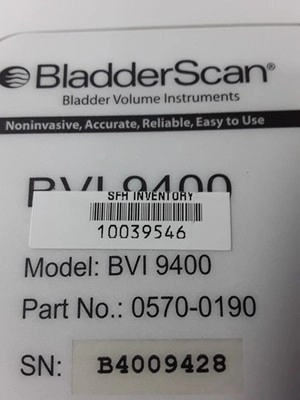 BladderScan®
Bladder Volume Instruments
Noninvasive, Accurate, Reliable, Easy to Use
BVI 9400
SFH INVENTORY
10039546
Model: BVI 9400
Part No.: 0570-0190
SN: B4009428